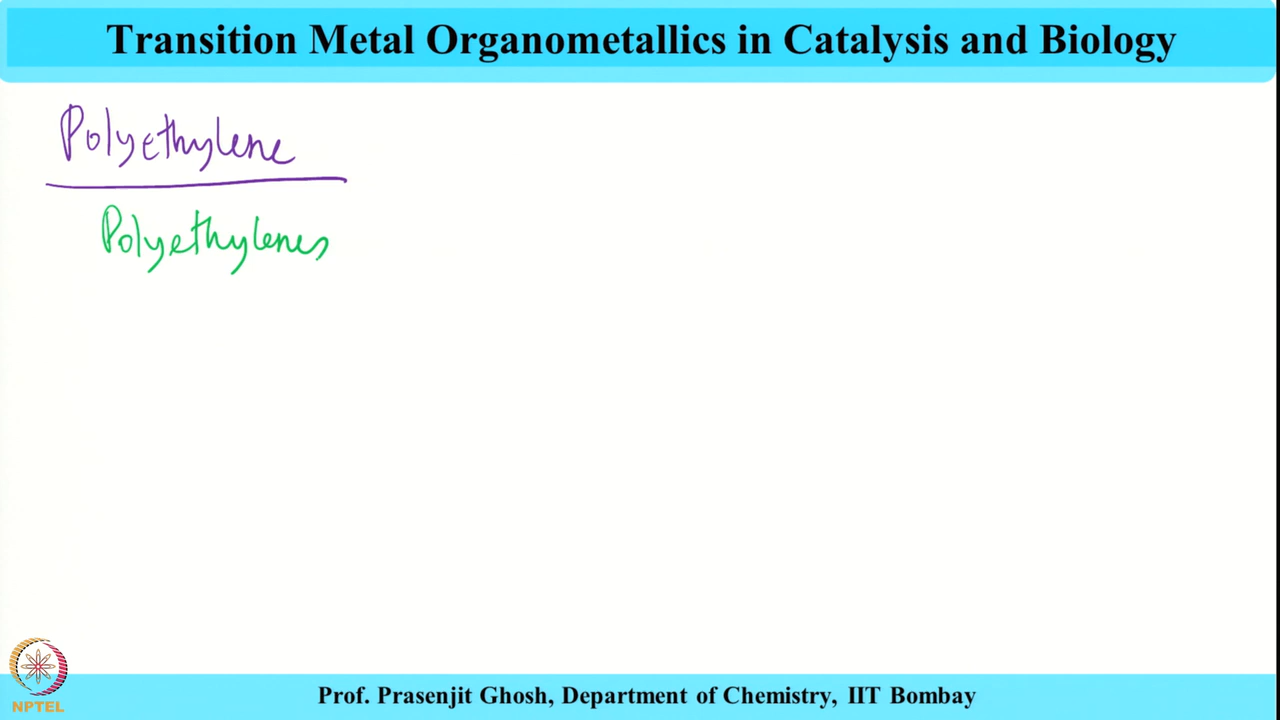 Transition Metal Organometallics in Catalysis and Biology
Polyethylene
Polyethylenes
NPTEL
Prof. Prasenjit Ghosh, Department of Chemistry, IIT Bombay